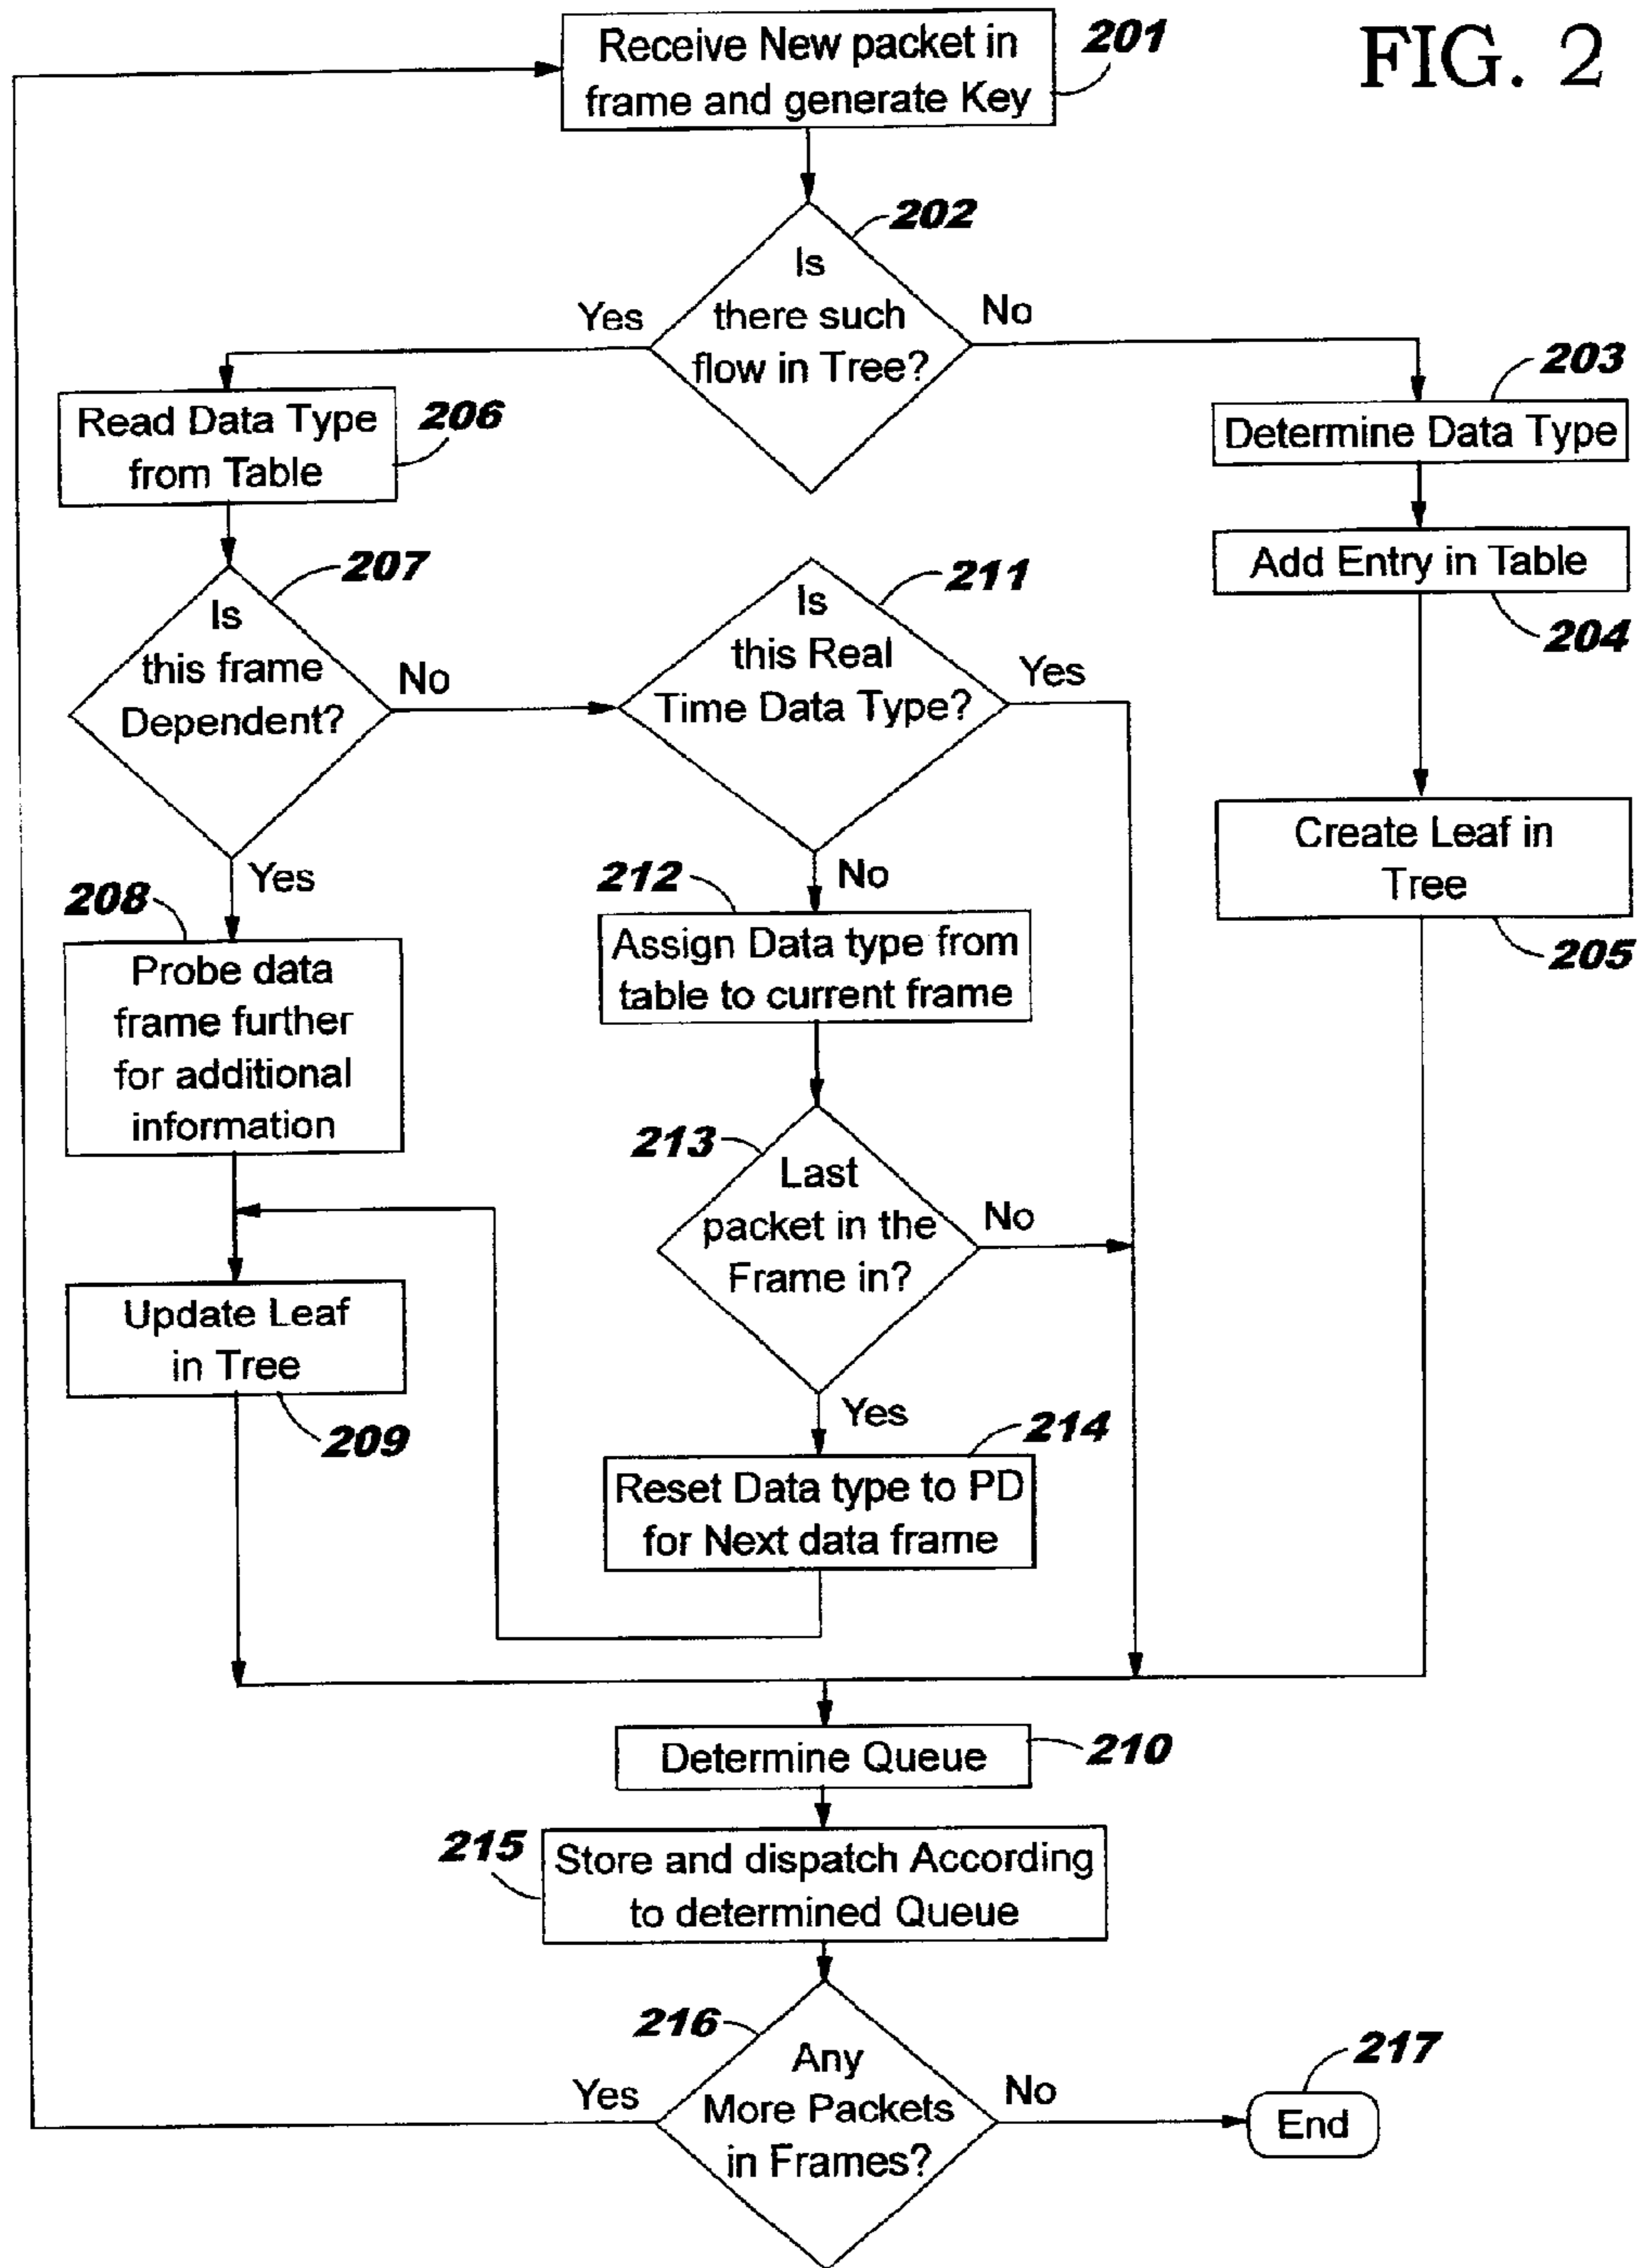 FIG. 2
Receive New packet in
frame and generate Key
201
202
Is
there such
flow in Tree?
Yes
No
203
Determine Data Type
Read Data Type
from Table
206
Add Entry in Table
204
207
Is
this frame
Dependent?
No
Yes
211
Is
this Real
Time Data Type?
Yes
No
Create Leaf in
Tree
205
208
Probe data
frame further
for additional
information
212
Assign Data type from
table to current frame
213
Last
packet in the
Frame in?
No
Yes
Update Leaf
in Tree
209
214
Reset Data type to PD
for Next data frame
Determine Queue
210
215
Store and dispatch According
to determined Queue
216
Any
More Packets
in Frames?
Yes
No
217
End